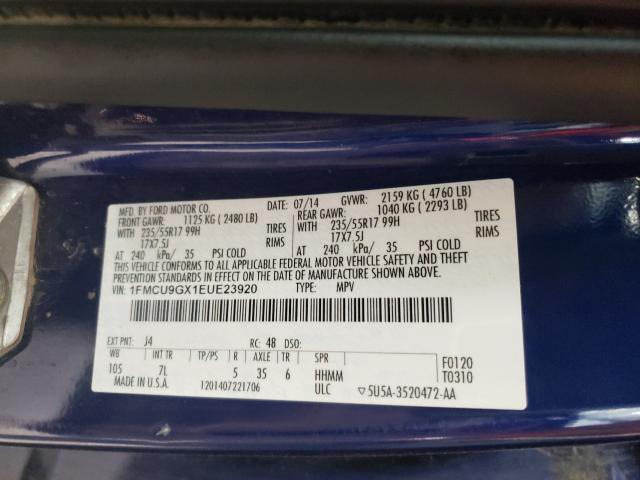 MFD. BY FORD MOTOR CO.
07/14
GVWR: 2159 KG ( 4760 LB)
FRONT GAWR: 1125 KG ( 2480 LB)
REAR GAWR: 1040 KG ( 2293 LB)
WITH 235/55R17 99H TIRES
WITH 235/55R17 99H TIRES
17X7.5J RIMS
17X7.5J RIMS
AT 240 kPa/ 35 PSI COLD
AT 240 kPa/ 35 PSI COLD
THIS VEHICLE CONFORMS TO ALL APPLICABLE FEDERAL MOTOR VEHICLE SAFETY AND BUMPER
AND THEFT PREVENTION STANDARDS IN EFFECT ON THE DATE OF MANUFACTURE SHOWN ABOVE.
VIN: 1FMCU9GX1EUE23920 TYPE: MPV
EXT PNT: J4 RC: 48 DSO:
WB INT TR TP/PS R AXLE TR SPR F0120
105 7L 5 35 6 HHMM T0310
MADE IN U.S.A. 1201407221706 ULC ▽5U5A-3520472-AA